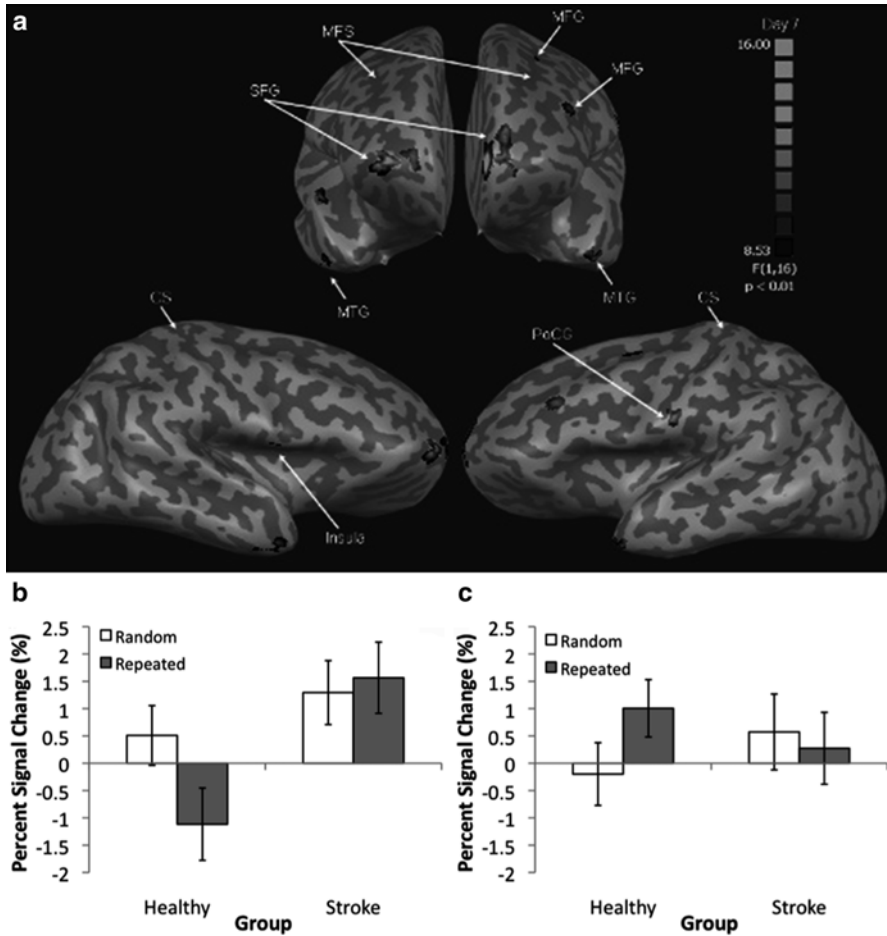 a
MFS
MFG
Day 7
16.00
MFG
SFG
8.53
F(1,16)
p < 0.01
MTG
MTG
CS
CS
PoCG
Insula
b
c
2.5
2
1.5
1
0.5
0
-0.5
-1
-1.5
-2
Percent Signal Change (%)
Random
Repeated
Healthy
Stroke
Group
2.5
2
1.5
1
0.5
0
-0.5
-1
-1.5
-2
Percent Signal Change (%)
Random
Repeated
Healthy
Stroke
Group